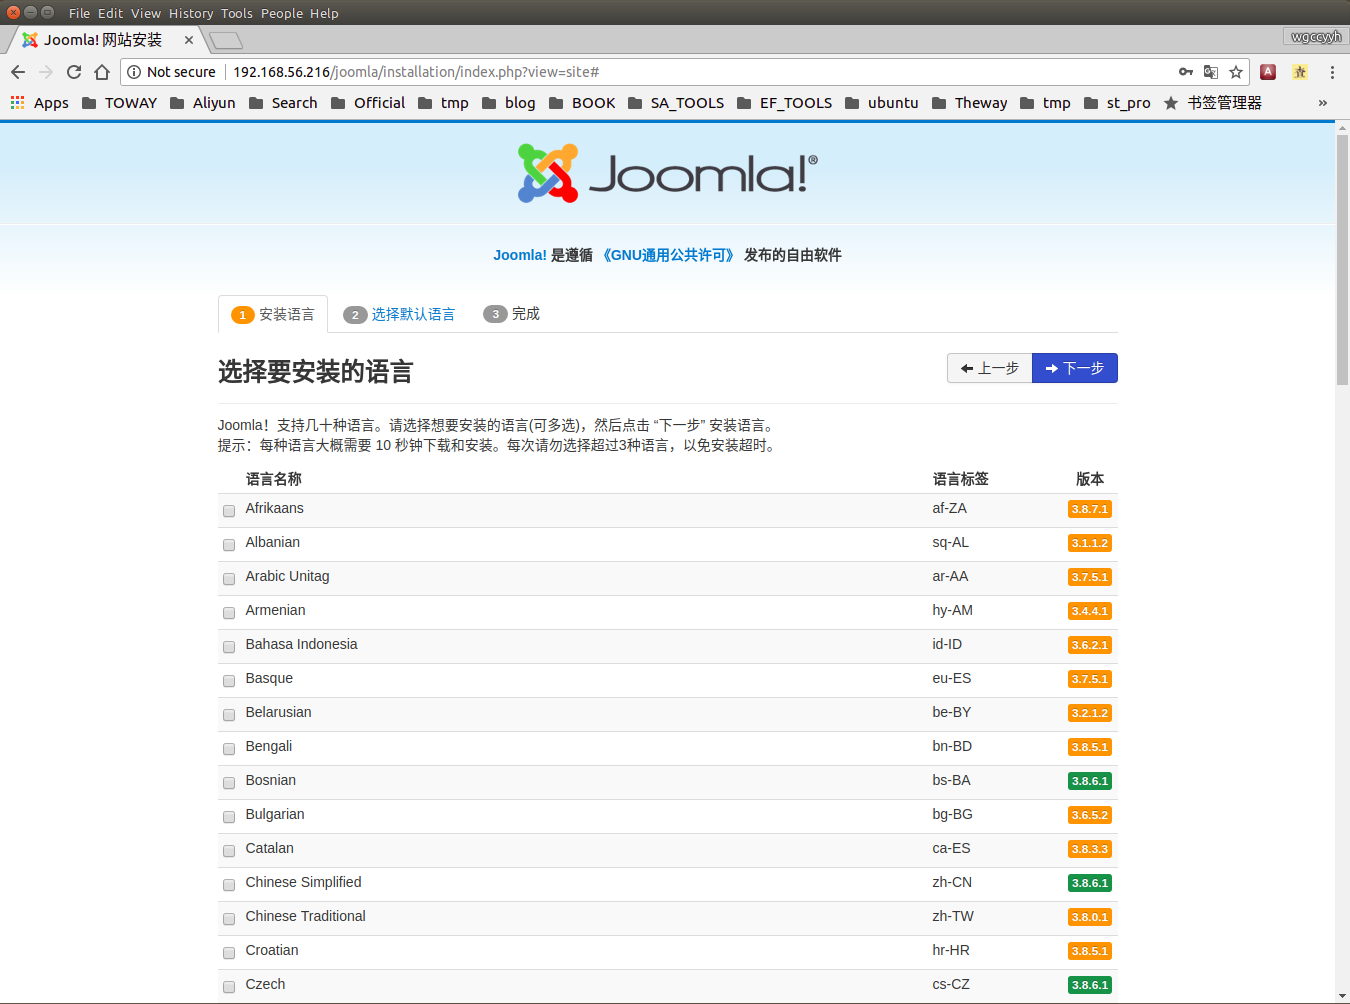 File Edit View History Tools People Help
Joomla! 网站安装
wgccyyh
Not secure 192.168.56.216/joomla/installation/index.php?view=site#
Apps TOWAY Aliyun Search Official tmp blog BOOK SA_TOOLS EF_TOOLS ubuntu Theway tmp st_pro 书签管理器 »
Joomla!®
Joomla! 是遵循 《GNU通用公共许可》 发布的自由软件
1 安装语言 2 选择默认语言 3 完成
选择要安装的语言 上一步 下一步
Joomla！支持几十种语言。请选择想要安装的语言(可多选)，然后点击 “下一步” 安装语言。
提示：每种语言大概需要 10 秒钟下载和安装。每次请勿选择超过3种语言，以免安装超时。
语言名称 语言标签 版本
Afrikaans af-ZA 3.8.7.1
Albanian sq-AL 3.1.1.2
Arabic Unitag ar-AA 3.7.5.1
Armenian hy-AM 3.4.4.1
Bahasa Indonesia id-ID 3.6.2.1
Basque eu-ES 3.7.5.1
Belarusian be-BY 3.2.1.2
Bengali bn-BD 3.8.5.1
Bosnian bs-BA 3.8.6.1
Bulgarian bg-BG 3.6.5.2
Catalan ca-ES 3.8.3.3
Chinese Simplified zh-CN 3.8.6.1
Chinese Traditional zh-TW 3.8.0.1
Croatian hr-HR 3.8.5.1
Czech cs-CZ 3.8.6.1